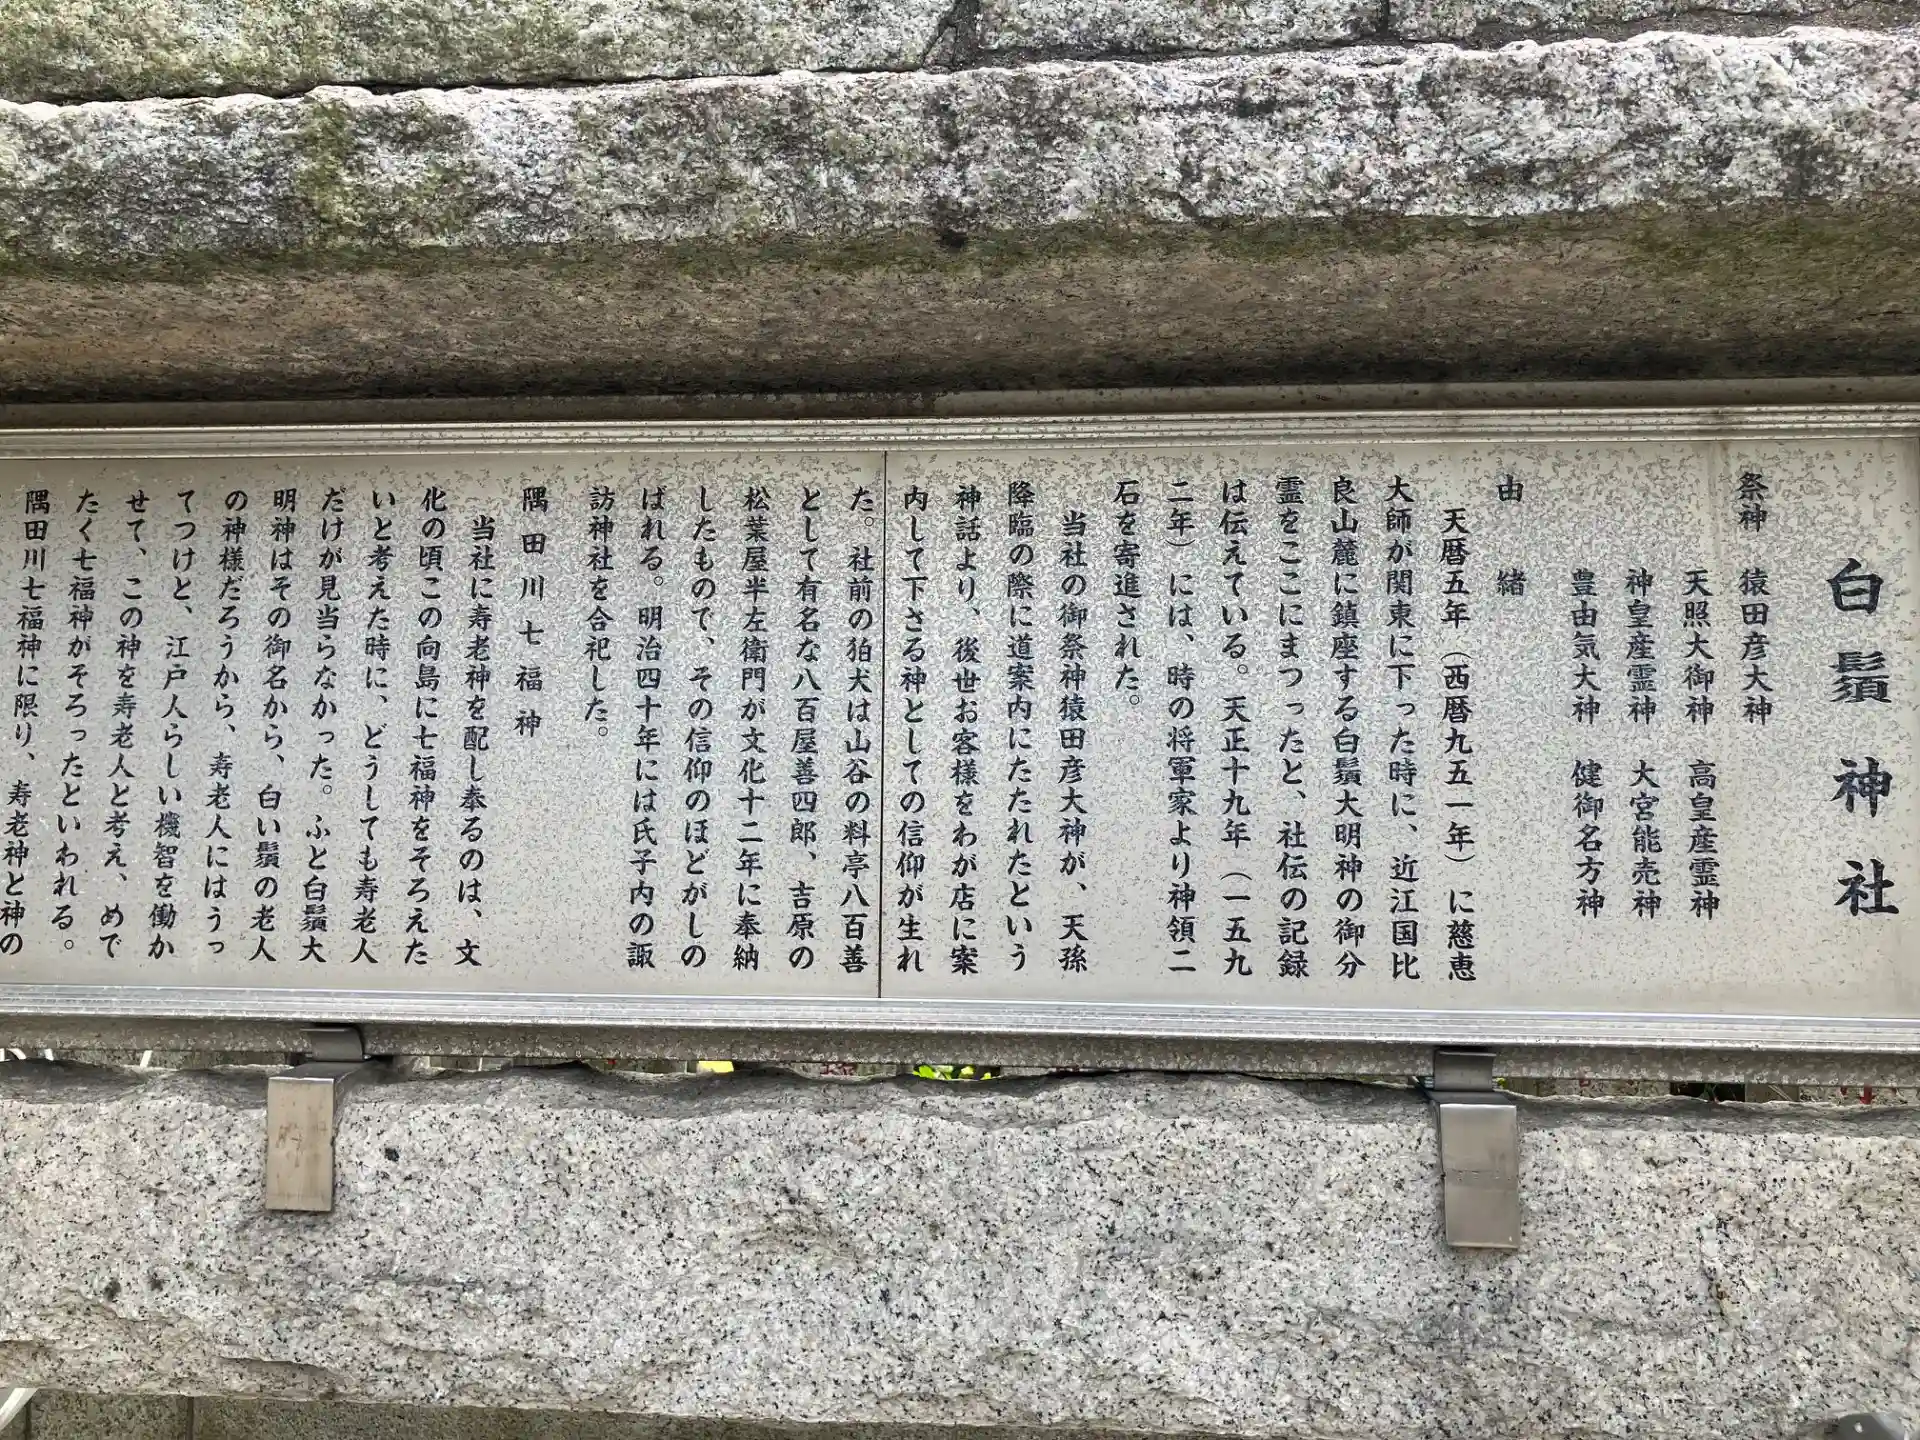 白鬚神社
祭神 猿田彦大神
天照大御神 高皇産霊神
神皇産霊神 大宮能売神
豊由気大神 健御名方神
由緒
天暦五年（西暦九五一年）に慈恵
大師が関東に下った時に、近江国比
良山麓に鎮座する白鬚大明神の御分
霊をここにまつったと、社伝の記録
は伝えている。天正十九年（一五九
二年）には、時の将軍家より神領二
石を寄進された。
当社の御祭神猿田彦大神が、天孫
降臨の際に道案内にたたれたという
神話より、後世お客様をわが店に案
内して下さる神としての信仰が生れ
た。社前の狛犬は山谷の料亭八百善
として有名な八百屋善四郎、吉原の
松葉屋半左衛門が文化十二年に奉納
したもので、その信仰のほどがしの
ばれる。明治四十年には氏子内の諏
訪神社を合祀した。
隅田川七福神
当社に寿老神を配し奉るのは、文
化の頃この向島に七福神をそろえた
いと考えた時に、どうしても寿老人
だけが見当らなかった。ふと白鬚大
明神はその御名から、白い鬚の老人
の神様だろうから、寿老人にはうっ
てつけと、江戸人らしい機智を働か
せて、この神を寿老人と考え、めで
たく七福神がそろったといわれる。
隅田川七福神に限り、寿老神と神の